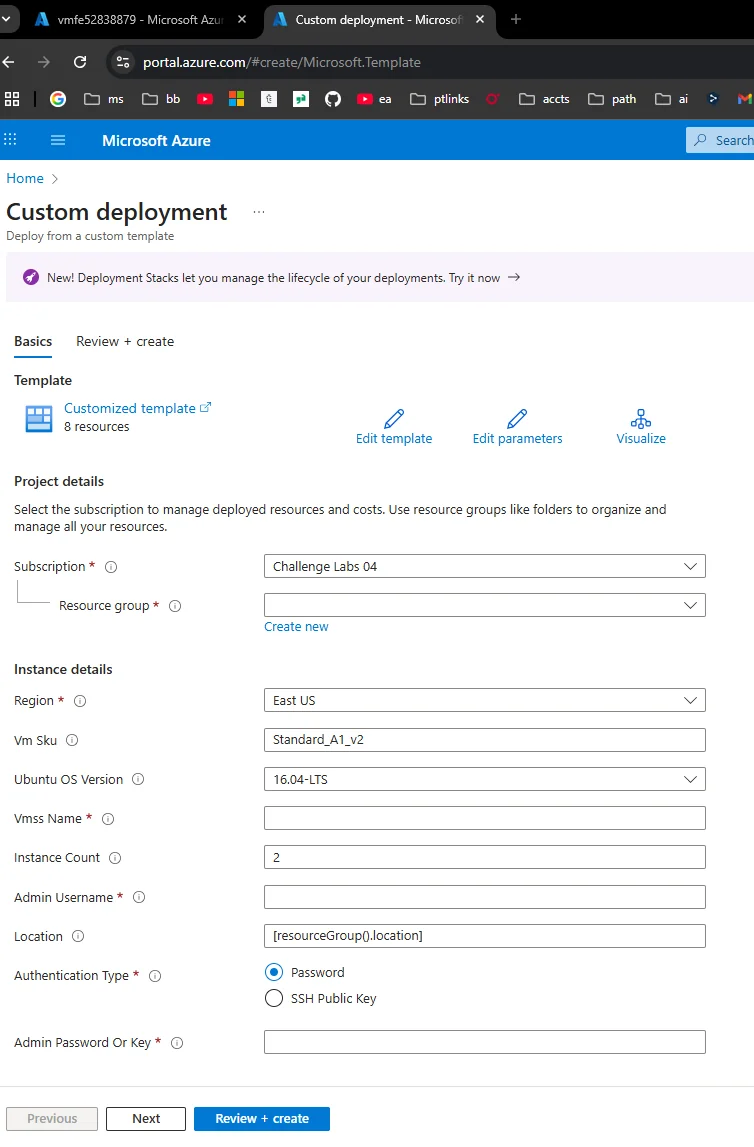 vmfe52838879 - Microsoft Azu
Custom deployment - Microsof
portal.azure.com/#create/Microsoft.Template
ms
bb
ea
ptlinks
accts
path
ai
Microsoft Azure
Search
Home
Custom deployment
...
Deploy from a custom template
New! Deployment Stacks let you manage the lifecycle of your deployments. Try it now →
Basics
Review + create
Template
Customized template
8 resources
Edit template
Edit parameters
Visualize
Project details
Select the subscription to manage deployed resources and costs. Use resource groups like folders to organize and
manage all your resources.
Subscription *
Challenge Labs 04
Resource group *
Create new
Instance details
Region *
East US
Vm Sku
Standard_A1_v2
Ubuntu OS Version
16.04-LTS
Vmss Name *
Instance Count
2
Admin Username *
Location
[resourceGroup().location]
Authentication Type *
Password
SSH Public Key
Admin Password Or Key *
Previous
Next
Review + create